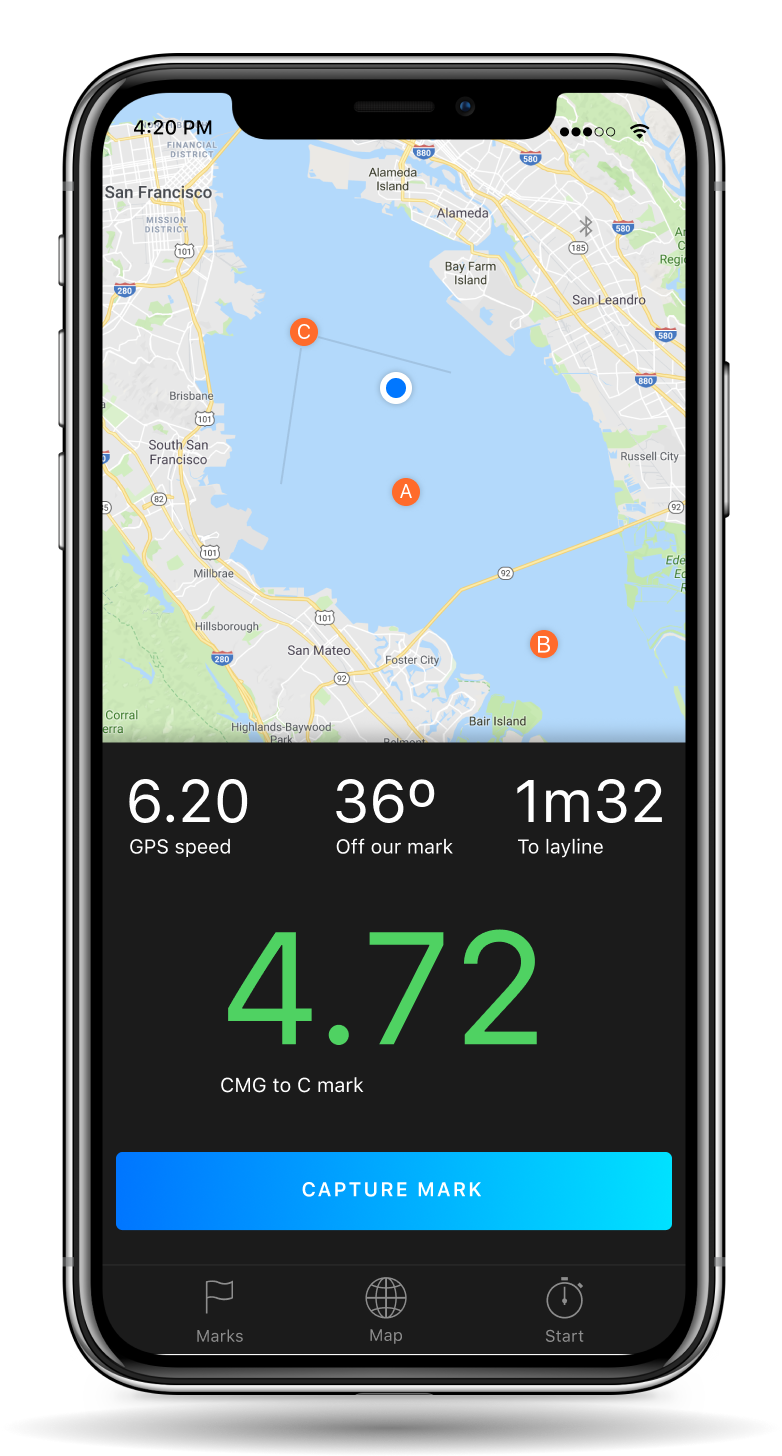 4:20 PM
FINANCIAL
DISTRICT
San Francisco
MISSION
DISTRICT
101
280
880
580
Alameda
Island
Alameda
185
580
Bay Farm
Island
San Leandro
580
C
880
Brisbane
101
South San
Francisco
Russell City
A
82
92
101
92
Millbrae
Hillsborough
101
B
280
San Mateo
Foster City
92
Corral
Bair Island
Highlands-Baywood
Park
Belmont
6.20
36º
1m32
GPS speed
Off our mark
To layline
4.72
CMG to C mark
CAPTURE MARK
Marks
Map
Start